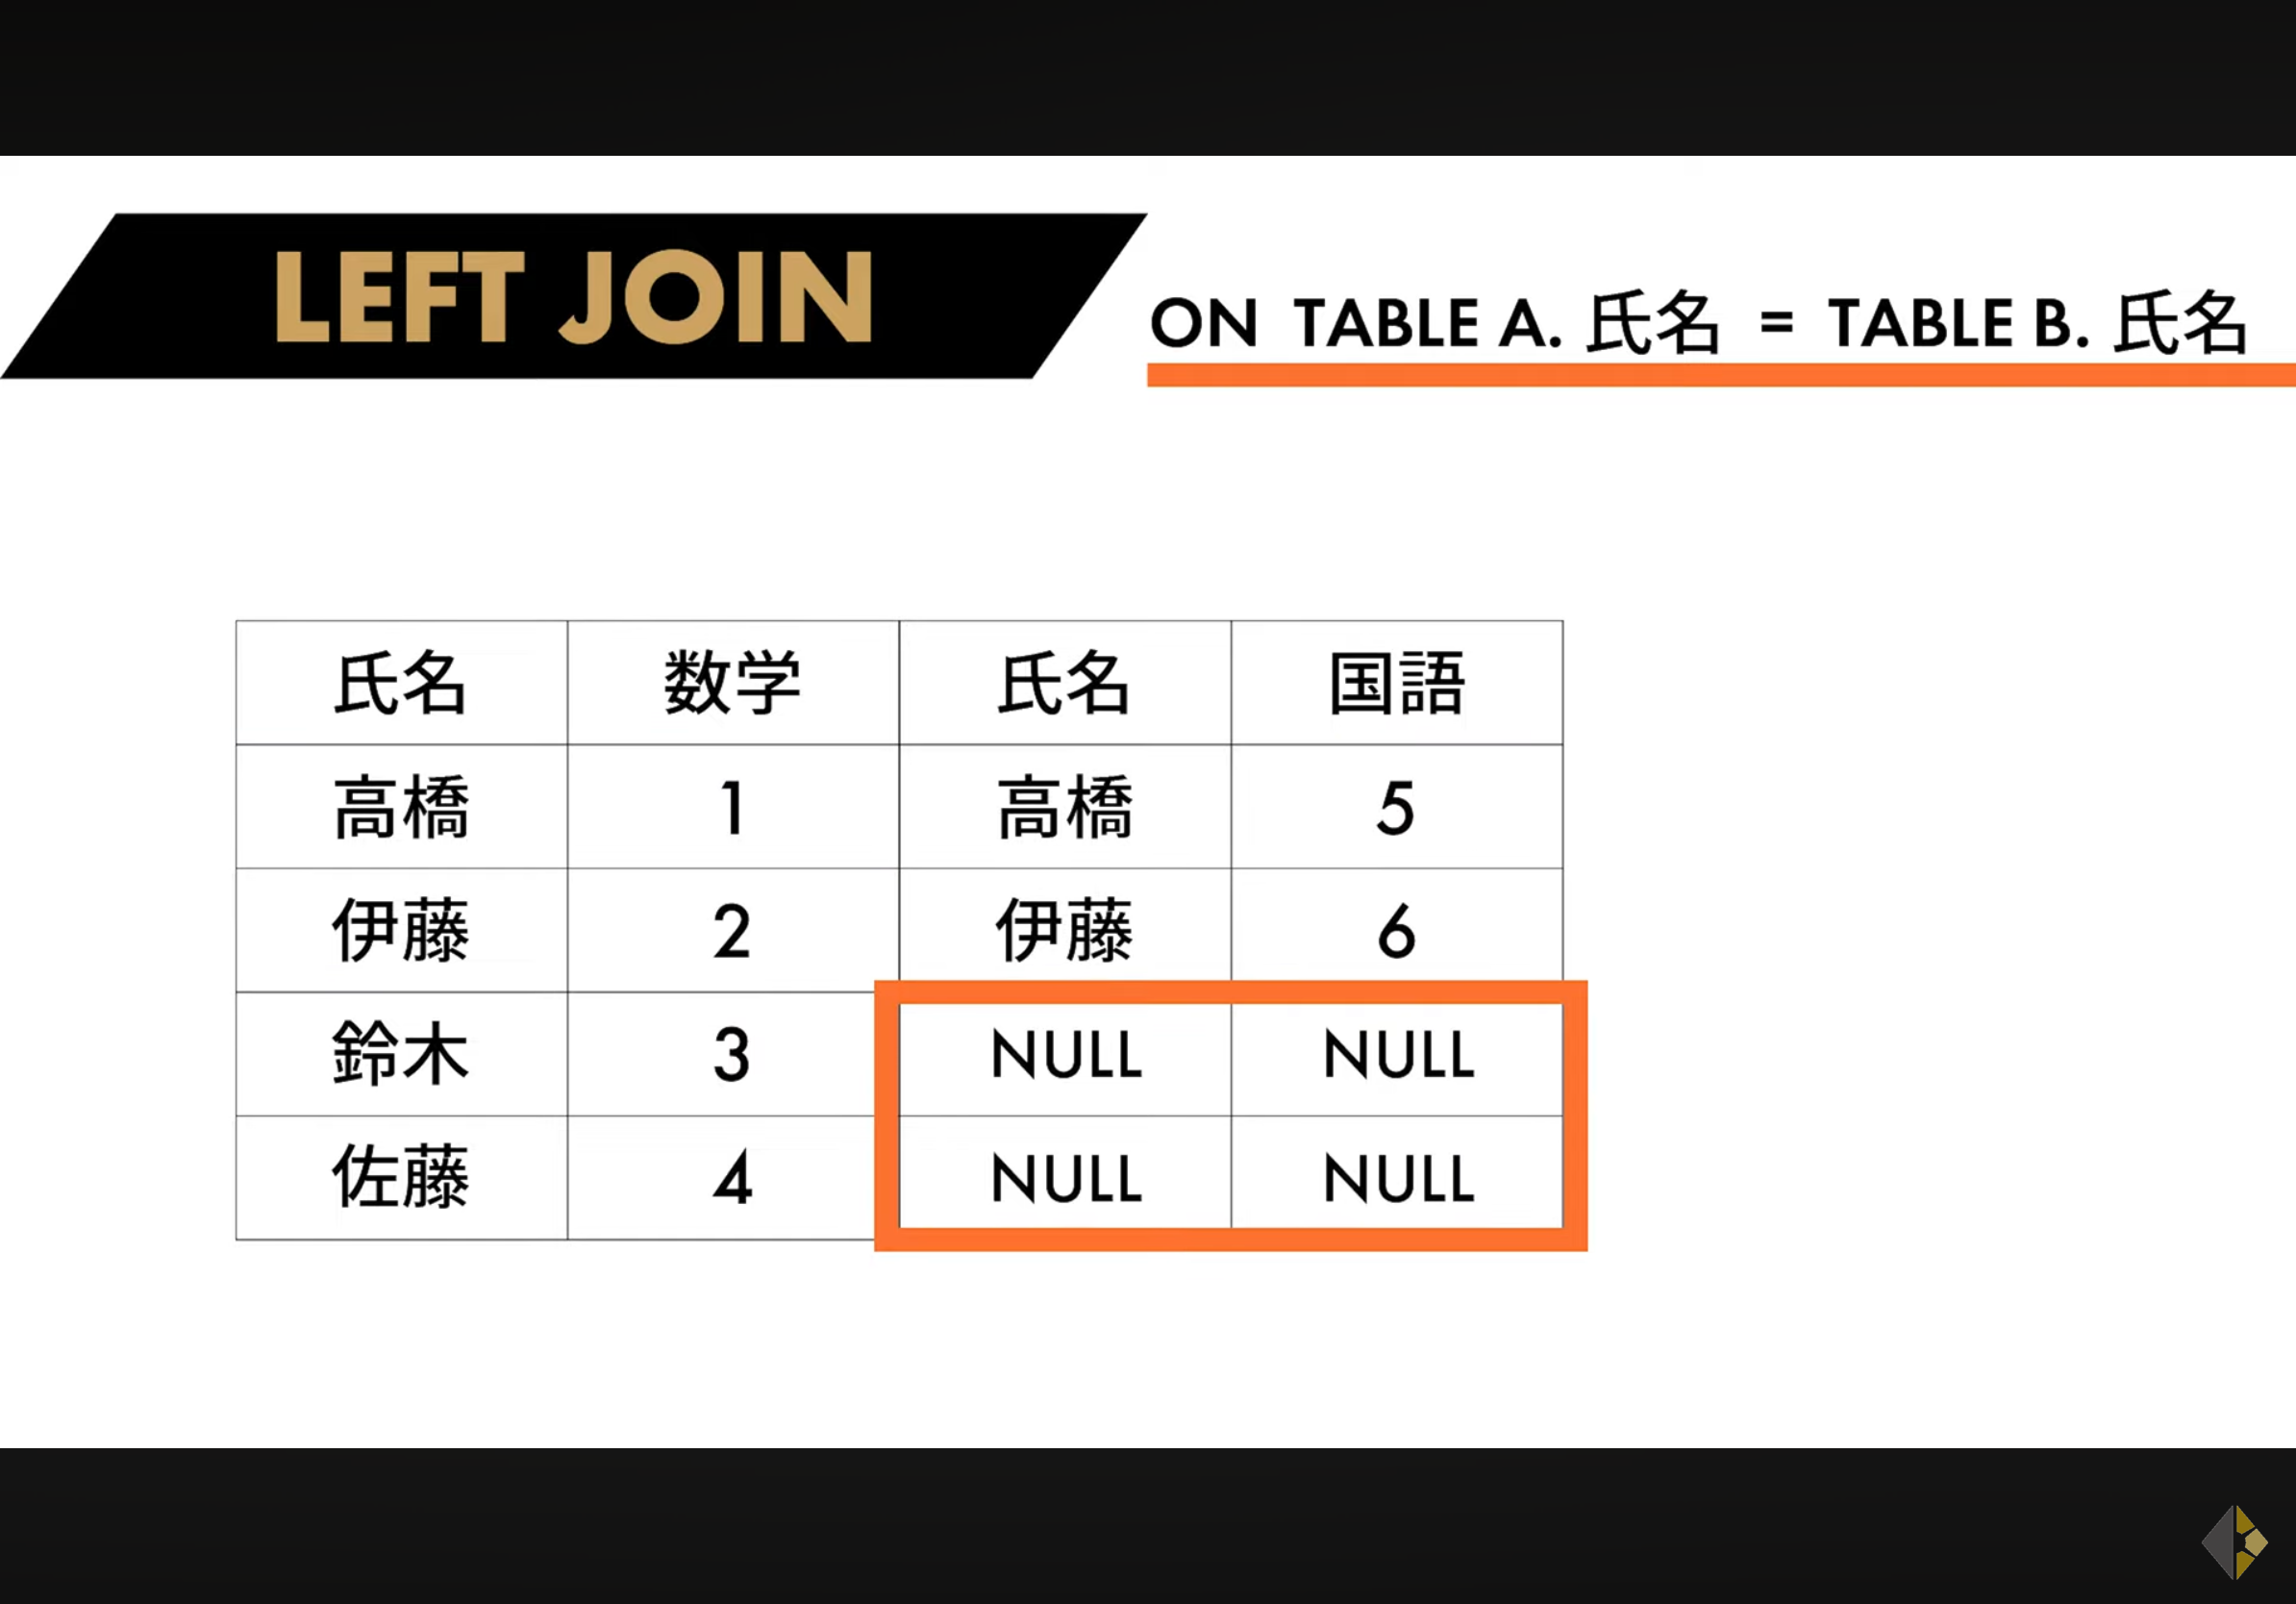 LEFT JOIN
ON TABLE A. 氏名 = TABLE B. 氏名
氏名 数学 氏名 国語
高橋 1 高橋 5
伊藤 2 伊藤 6
鈴木 3 NULL NULL
佐藤 4 NULL NULL